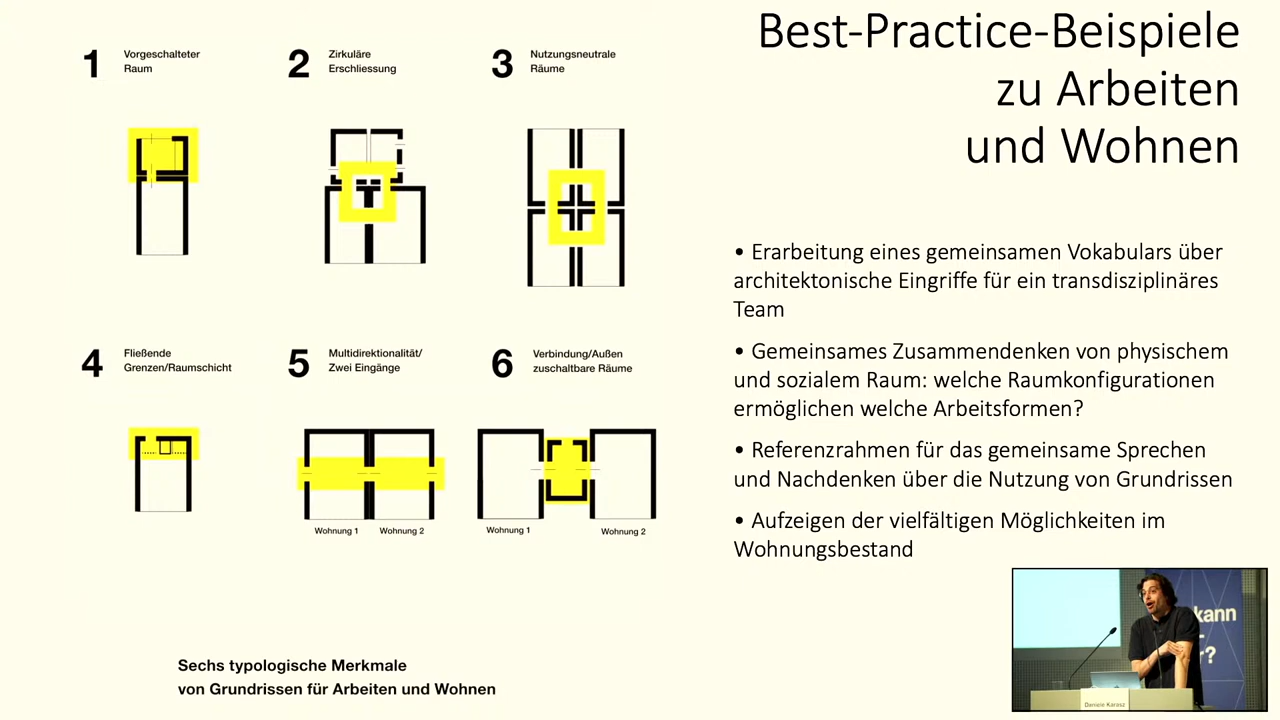 Best-Practice-Beispiele
zu Arbeiten
und Wohnen
1 Vorgeschalteter
Raum
2 Zirkuläre
Erschliessung
3 Nutzungsneutrale
Räume
4 Fließende
Grenzen/Raumschicht
5 Multidirektionalität/
Zwei Eingänge
6 Verbindung/Außen
zuschaltbare Räume
Wohnung 1
Wohnung 2
Wohnung 1
Wohnung 2
Sechs typologische Merkmale
von Grundrissen für Arbeiten und Wohnen
• Erarbeitung eines gemeinsamen Vokabulars über
architektonische Eingriffe für ein transdisziplinäres
Team
• Gemeinsames Zusammendenken von physischem
und sozialem Raum: welche Raumkonfigurationen
ermöglichen welche Arbeitsformen?
• Referenzrahmen für das gemeinsame Sprechen
und Nachdenken über die Nutzung von Grundrissen
• Aufzeigen der vielfältigen Möglichkeiten im
Wohnungsbestand
kann
?
Daniele Karasz